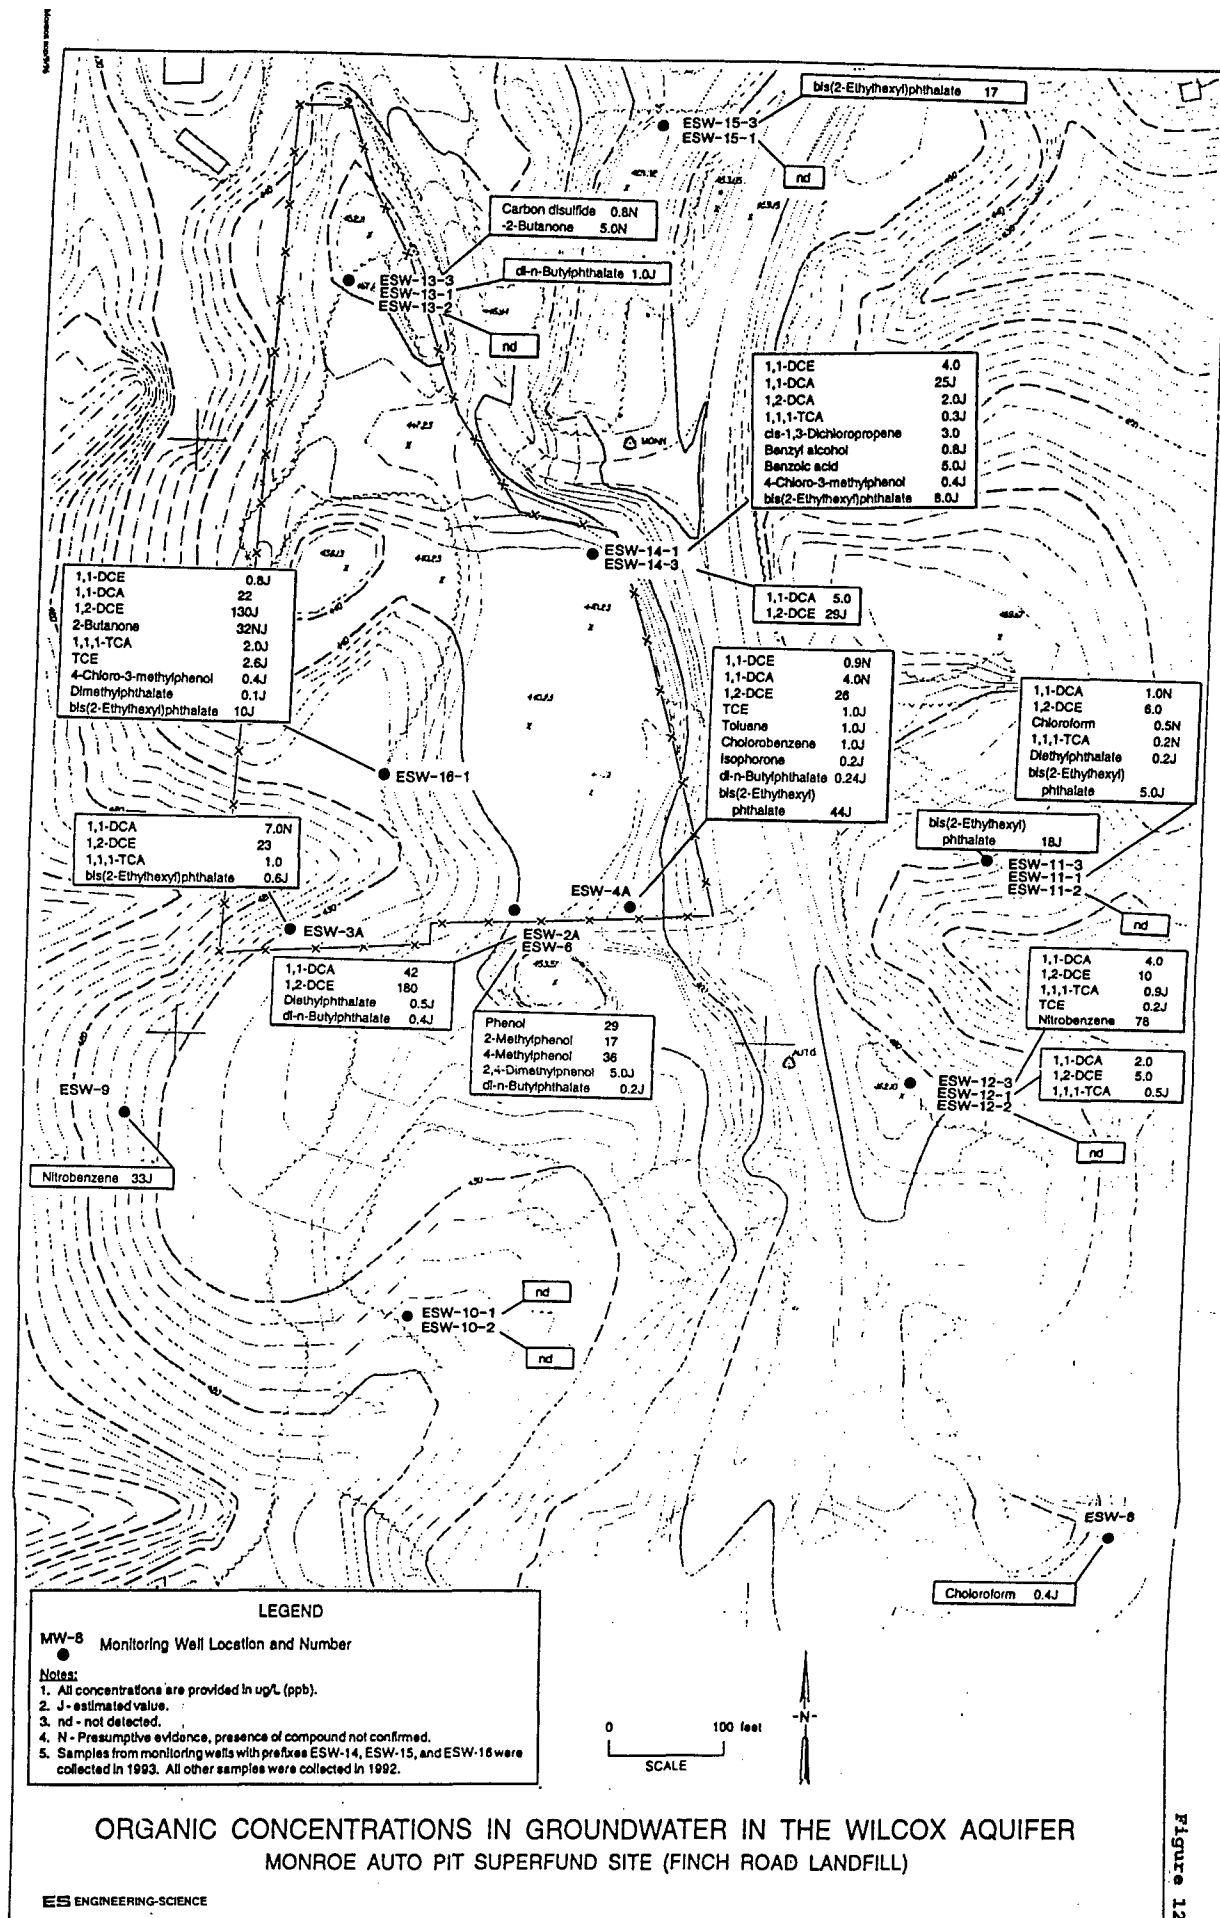 bis(2-Ethylhexyl)phthalate 17
ESW-15-3
ESW-15-1
nd
Carbon disulfide 0.8N
-2-Butanone 5.0N
di-n-Butylphthalate 1.0J
ESW-13-3
ESW-13-1
ESW-13-2
nd
1,1-DCE 4.0
1,1-DCA 25J
1,2-DCA 2.0J
1,1,1-TCA 0.3J
cis-1,3-Dichloropropene 3.0
Benzyl alcohol 0.8J
Benzoic acid 5.0J
4-Chloro-3-methylphenol 0.4J
bis(2-Ethylhexyl)phthalate 8.0J
MONN
ESW-14-1
ESW-14-3
1,1-DCA 5.0
1,2-DCE 29J
1,1-DCE 0.8J
1,1-DCA 22
1,2-DCE 130J
2-Butanone 32NJ
1,1,1-TCA 2.0J
TCE 2.6J
4-Chloro-3-methylphenol 0.4J
Dimethylphthalate 0.1J
bis(2-Ethylhexyl)phthalate 10J
ESW-16-1
1,1-DCE 0.9N
1,1-DCA 4.0N
1,2-DCE 26
TCE 1.0J
Toluene 1.0J
Cholorobenzene 1.0J
Isophorone 0.2J
di-n-Butylphthalate 0.24J
bis(2-Ethylhexyl)
phthalate 44J
1,1-DCA 1.0N
1,2-DCE 6.0
Chloroform 0.5N
1,1,1-TCA 0.2N
Diethylphthalate 0.2J
bis(2-Ethylhexyl)
phthalate 5.0J
bis(2-Ethylhexyl)
phthalate 18J
ESW-11-3
ESW-11-1
ESW-11-2
nd
1,1-DCA 7.0N
1,2-DCE 23
1,1,1-TCA 1.0
bis(2-Ethylhexyl)phthalate 0.6J
ESW-3A
ESW-4A
ESW-2A
ESW-6
1,1-DCA 42
1,2-DCE 180
Diethylphthalate 0.5J
di-n-Butylphthalate 0.4J
Phenol 29
2-Methylphenol 17
4-Methylphenol 36
2,4-Dimethylphenol 5.0J
di-n-Butylphthalate 0.2J
1,1-DCA 4.0
1,2-DCE 10
1,1,1-TCA 0.9J
TCE 0.2J
Nitrobenzene 78
AUTO
1,1-DCA 2.0
1,2-DCE 5.0
1,1,1-TCA 0.5J
ESW-12-3
ESW-12-1
ESW-12-2
nd
ESW-9
Nitrobenzene 33J
ESW-10-1
ESW-10-2
nd
nd
ESW-8
Choloroform 0.4J
LEGEND
MW-8 Monitoring Well Location and Number
Notes:
1. All concentrations are provided in ug/L (ppb).
2. J - estimated value.
3. nd - not detected.
4. N - Presumptive evidence, presence of compound not confirmed.
5. Samples from monitoring wells with prefixes ESW-14, ESW-15, and ESW-16 were
collected in 1993. All other samples were collected in 1992.
0 100 feet
SCALE
-N-
ORGANIC CONCENTRATIONS IN GROUNDWATER IN THE WILCOX AQUIFER
MONROE AUTO PIT SUPERFUND SITE (FINCH ROAD LANDFILL)
ES ENGINEERING-SCIENCE
Figure 12